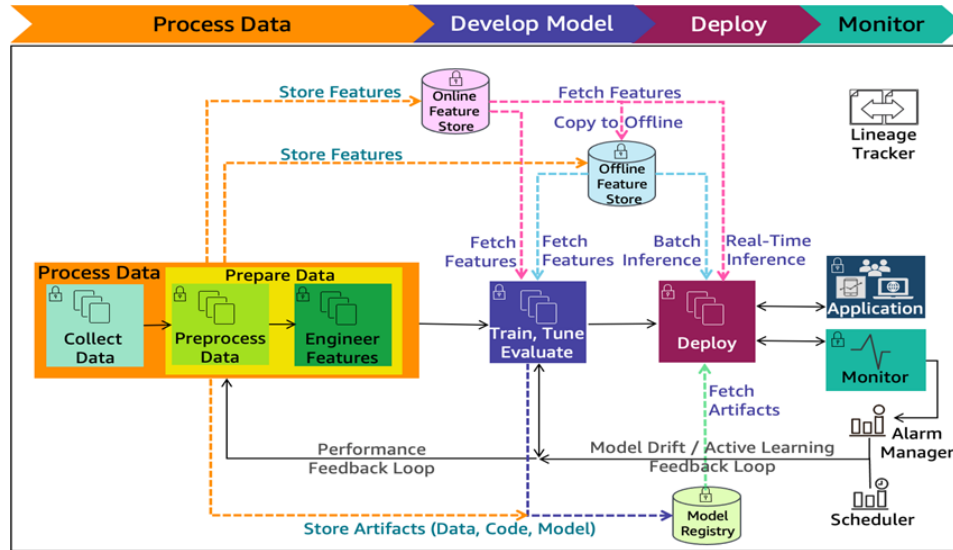 Process Data
Develop Model
Deploy
Monitor
Store Features
Online
Feature
Store
Fetch Features
Copy to Offline
Lineage
Tracker
Store Features
Offline
Feature
Store
Fetch
Features
Fetch
Features
Batch
Inference
Real-Time
Inference
Process Data
Prepare Data
Collect
Data
Preprocess
Data
Engineer
Features
Train, Tune
Evaluate
Deploy
Application
Monitor
Fetch
Artifacts
Performance
Feedback Loop
Model Drift / Active Learning
Feedback Loop
Alarm
Manager
Scheduler
Store Artifacts (Data, Code, Model)
Model
Registry